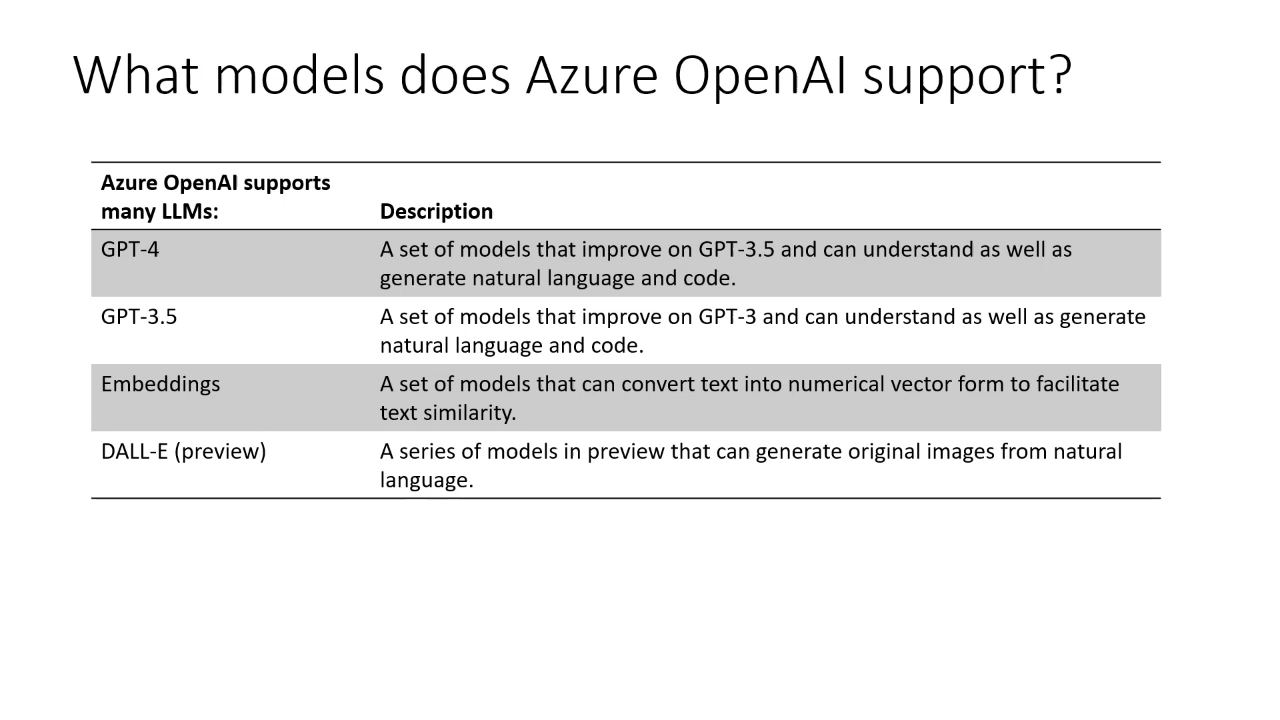 What models does Azure OpenAI support?
Azure OpenAI supports
many LLMs:
Description
GPT-4
A set of models that improve on GPT-3.5 and can understand as well as
generate natural language and code.
GPT-3.5
A set of models that improve on GPT-3 and can understand as well as generate
natural language and code.
Embeddings
A set of models that can convert text into numerical vector form to facilitate
text similarity.
DALL-E (preview)
A series of models in preview that can generate original images from natural
language.